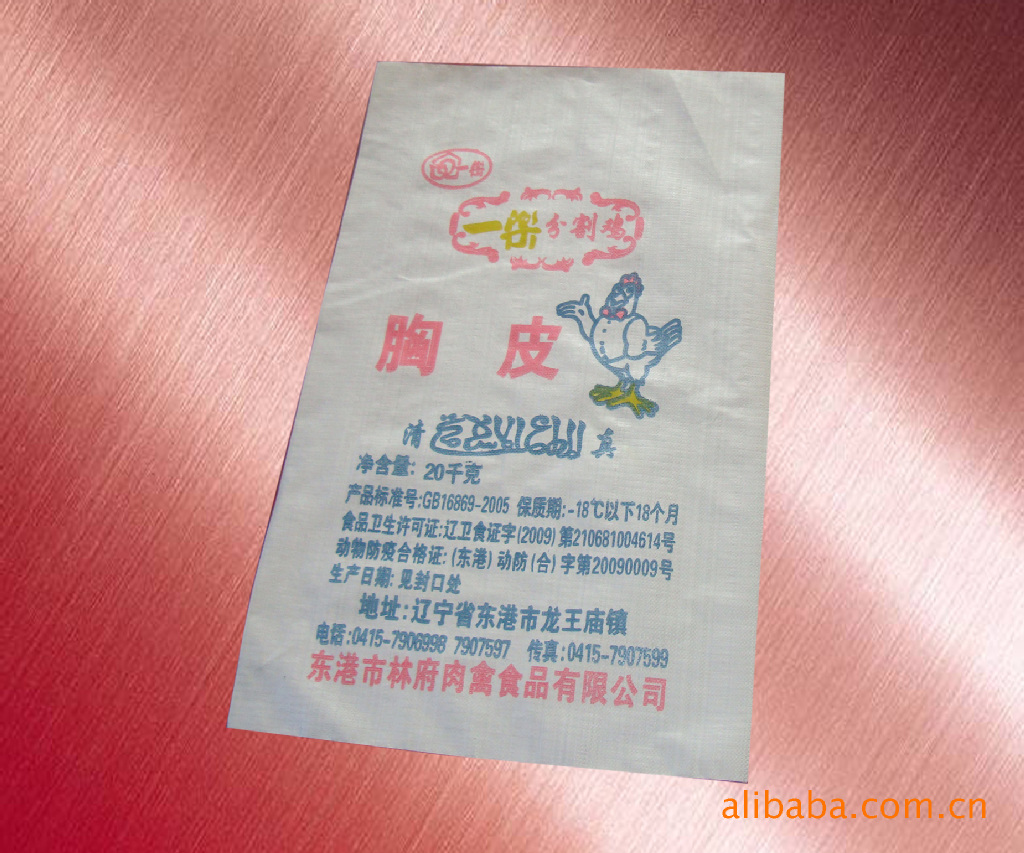 一乐
一乐分割鸡
胸 皮
清 真
净含量: 20千克
产品标准号:GB16869-2005 保质期:-18℃以下18个月
食品卫生许可证:辽卫食证字(2009)第210681004614号
动物防疫合格证:(东港)动防(合)字第20090009号
生产日期:见封口处
地址:辽宁省东港市龙王庙镇
电话:0415-7906998 7907597 传真:0415-7907599
东港市林府肉禽食品有限公司
alibaba.com.cn